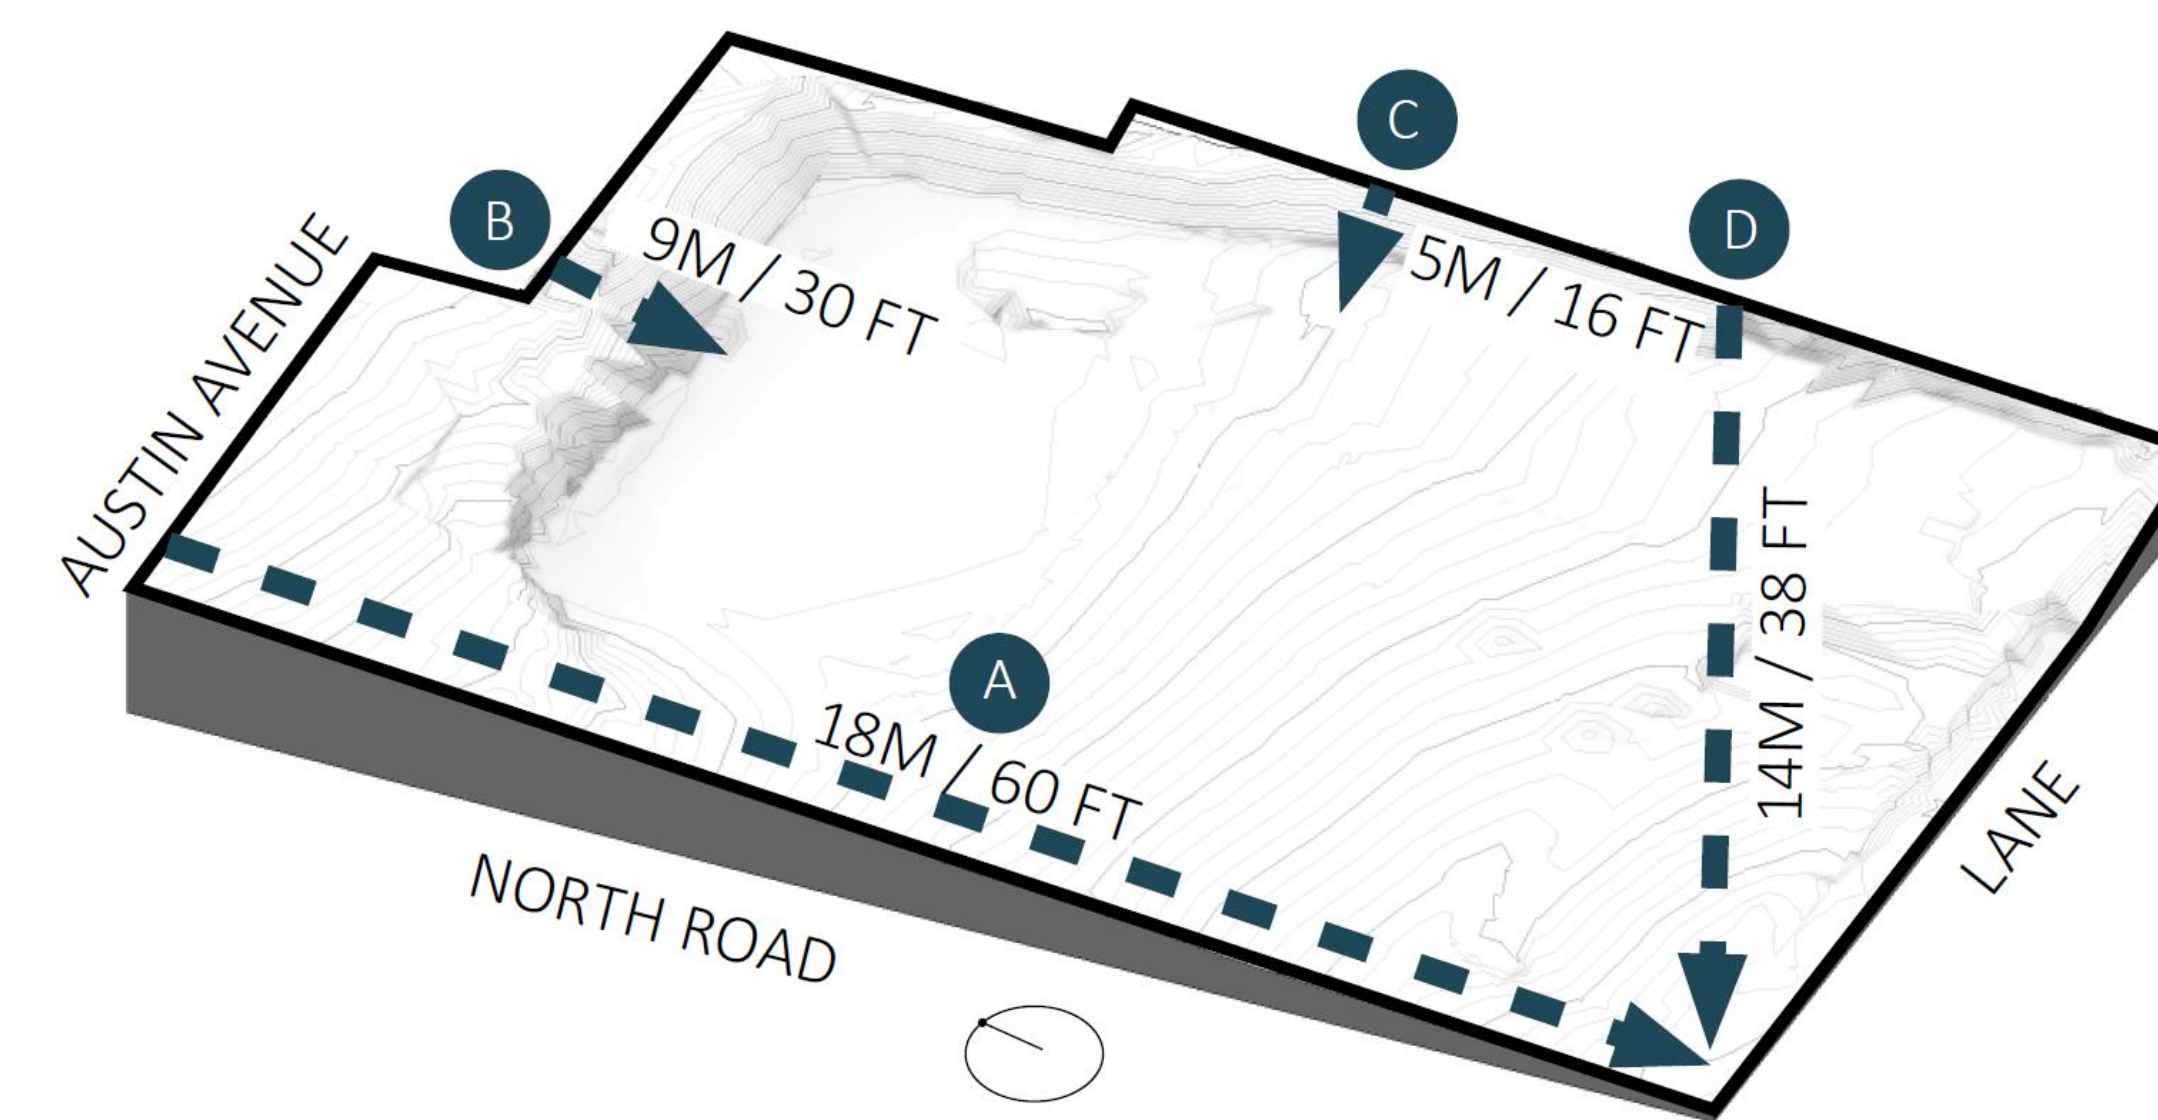 C
B
D
9M / 30 FT
5M / 16 FT
AUSTIN AVENUE
14M / 38 FT
A
18M / 60 FT
LANE
NORTH ROAD